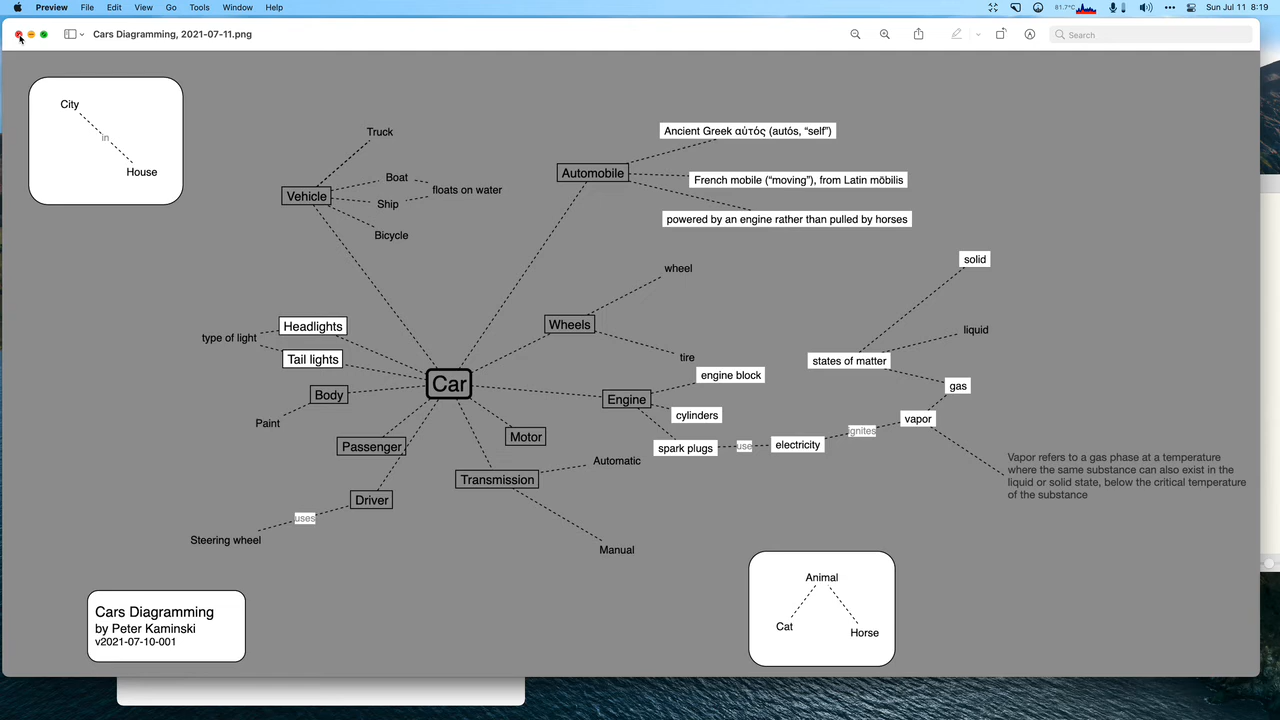 Preview File Edit View Go Tools Window Help 81.7°C Sun Jul 11 8:19
Cars Diagramming, 2021-07-11.png
Search
City
in
House
Truck
Vehicle
Boat
Ship
floats on water
Bicycle
Automobile
Ancient Greek αὐτός (autós, “self”)
French mobile (“moving”), from Latin mōbilis
powered by an engine rather than pulled by horses
wheel
Wheels
tire
solid
liquid
states of matter
gas
vapor
Headlights
type of light
Tail lights
Car
Body
Paint
Engine
engine block
cylinders
spark plugs
use
electricity
ignites
Vapor refers to a gas phase at a temperature
where the same substance can also exist in the
liquid or solid state, below the critical temperature
of the substance
Passenger
Motor
Transmission
Automatic
Manual
Driver
uses
Steering wheel
Cars Diagramming
by Peter Kaminski
v2021-07-10-001
Animal
Cat
Horse